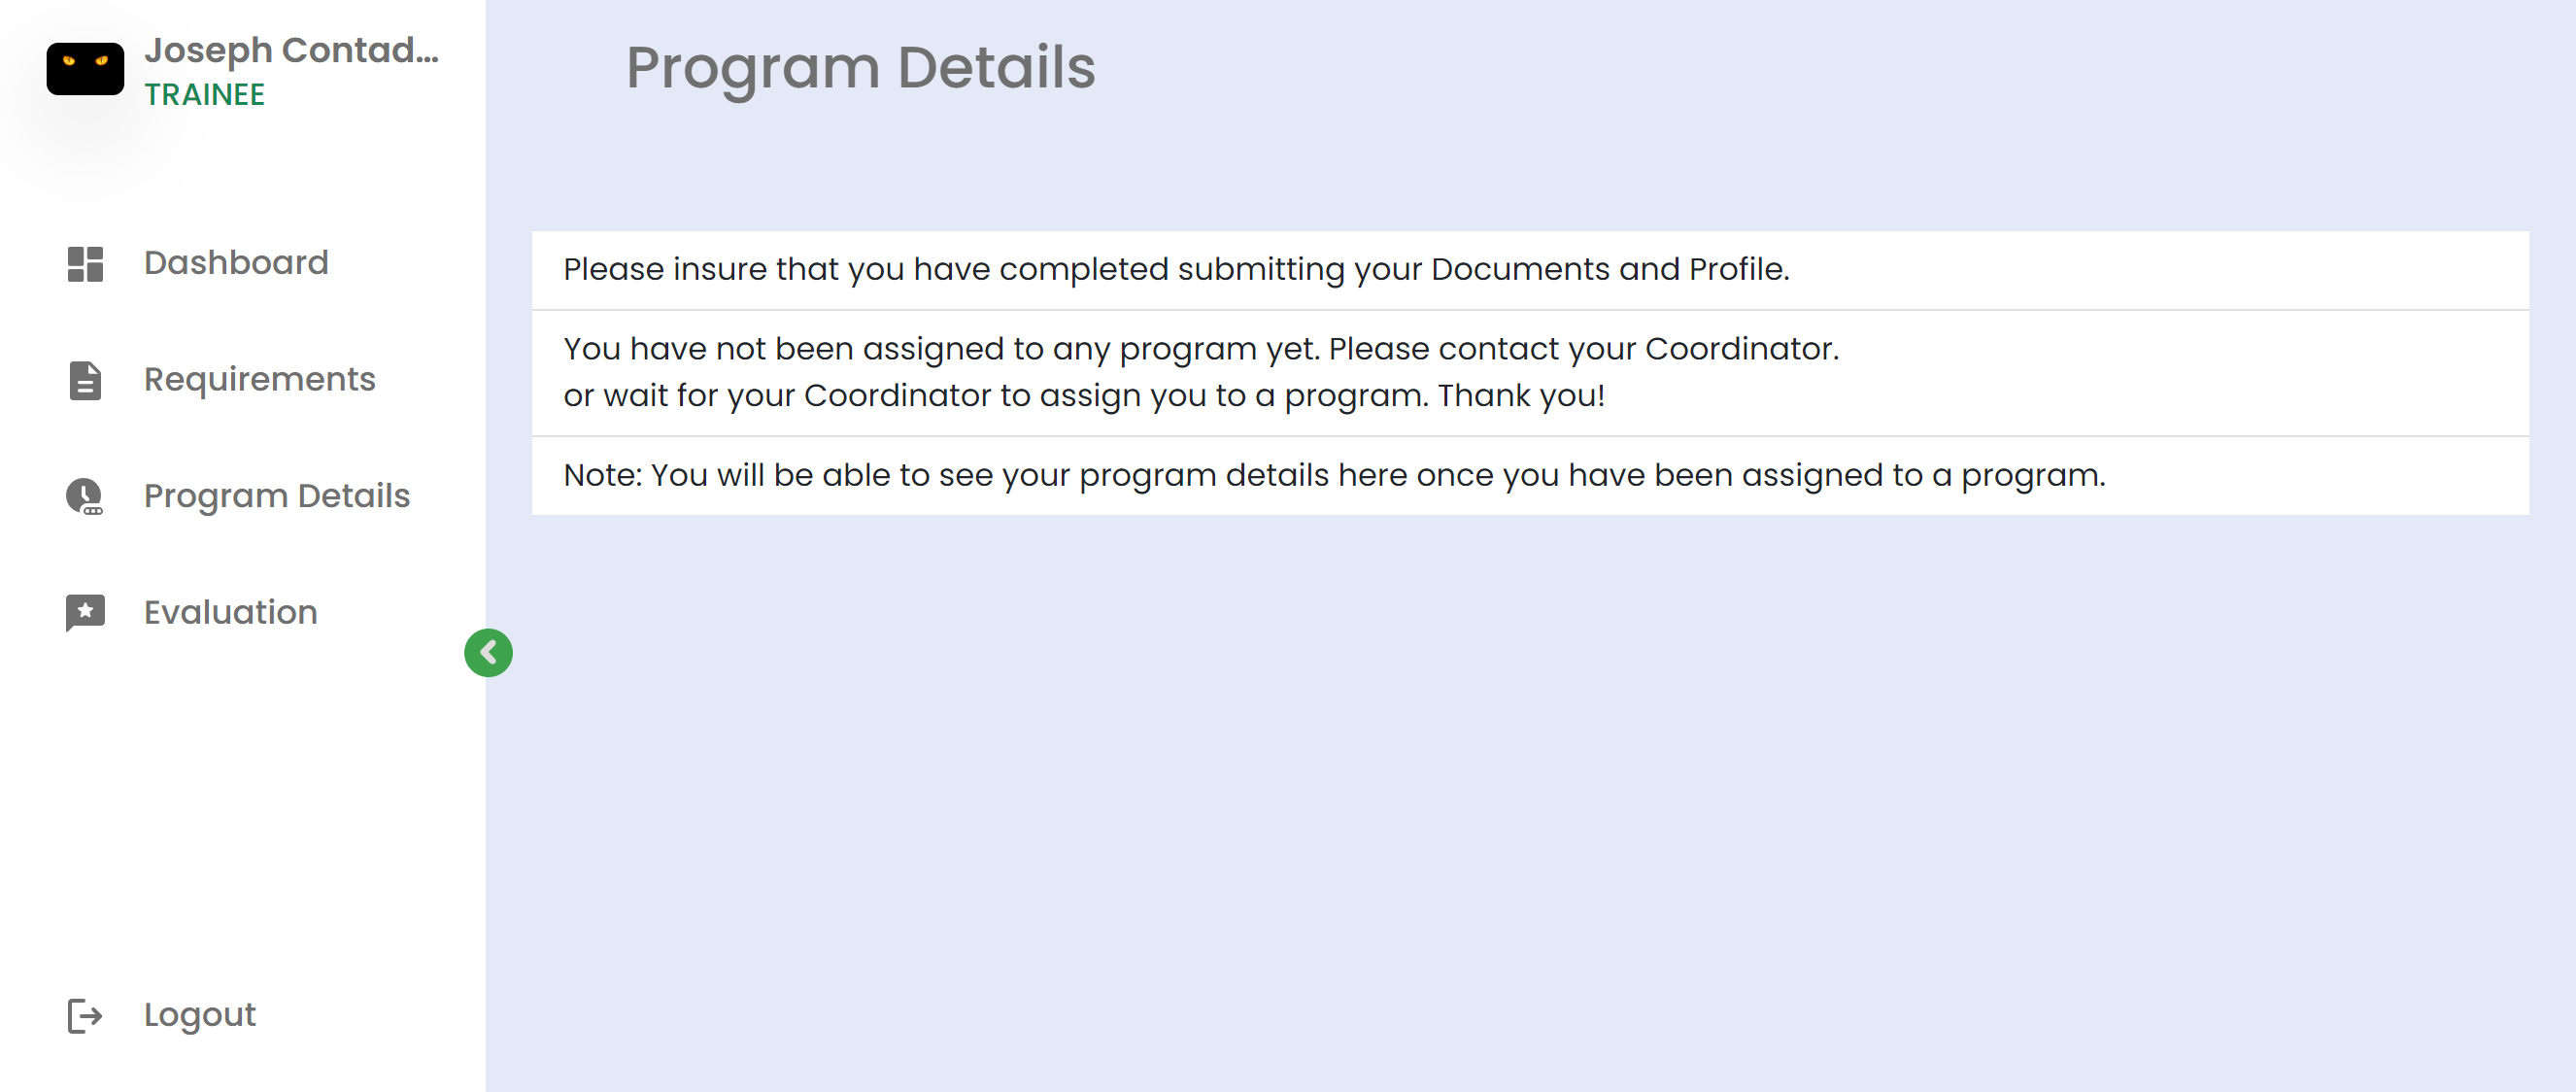 Joseph Contad...
TRAINEE
Dashboard
Requirements
Program Details
Evaluation
Logout
Program Details
Please insure that you have completed submitting your Documents and Profile.
You have not been assigned to any program yet. Please contact your Coordinator.
or wait for your Coordinator to assign you to a program. Thank you!
Note: You will be able to see your program details here once you have been assigned to a program.